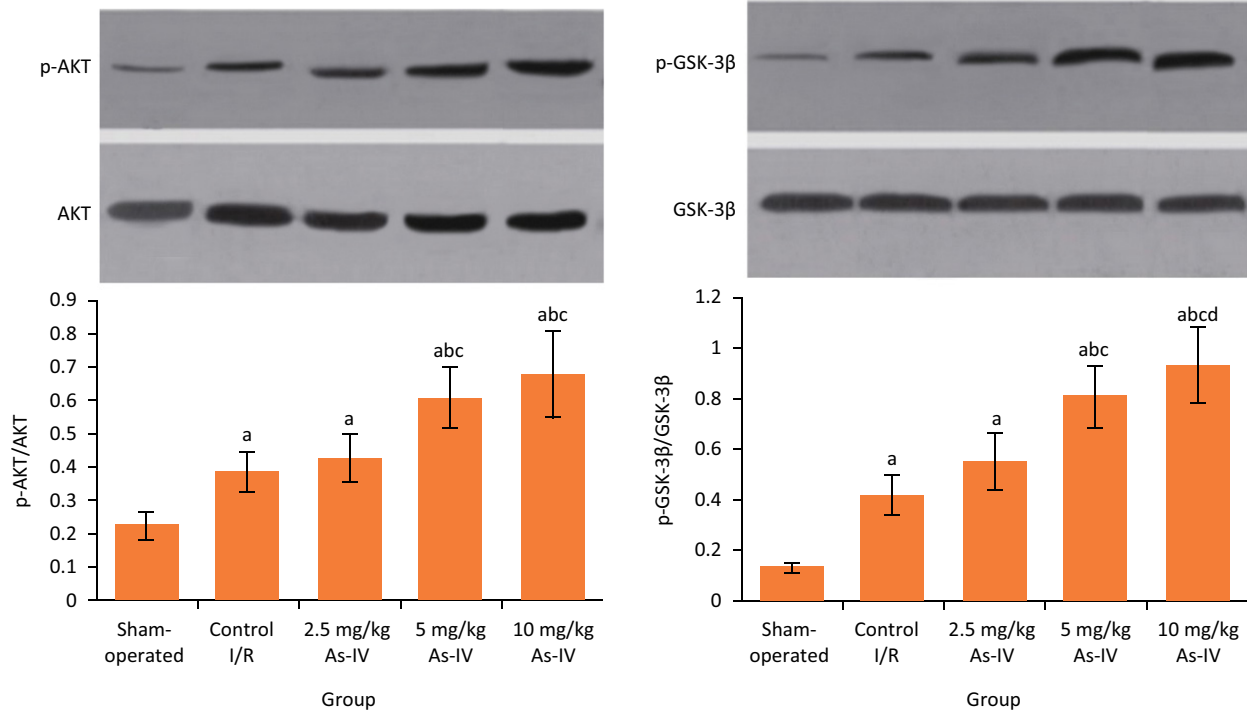 p-AKT
AKT
0.9
0.8
0.7
0.6
0.5
0.4
0.3
0.2
0.1
0
p-AKT/AKT
a
a
abc
abc
Sham-
operated
Control
I/R
2.5 mg/kg
As-IV
5 mg/kg
As-IV
10 mg/kg
As-IV
Group
p-GSK-3β
GSK-3β
1.2
1
0.8
0.6
0.4
0.2
0
p-GSK-3β/GSK-3β
a
a
abc
abcd
Sham-
operated
Control
I/R
2.5 mg/kg
As-IV
5 mg/kg
As-IV
10 mg/kg
As-IV
Group